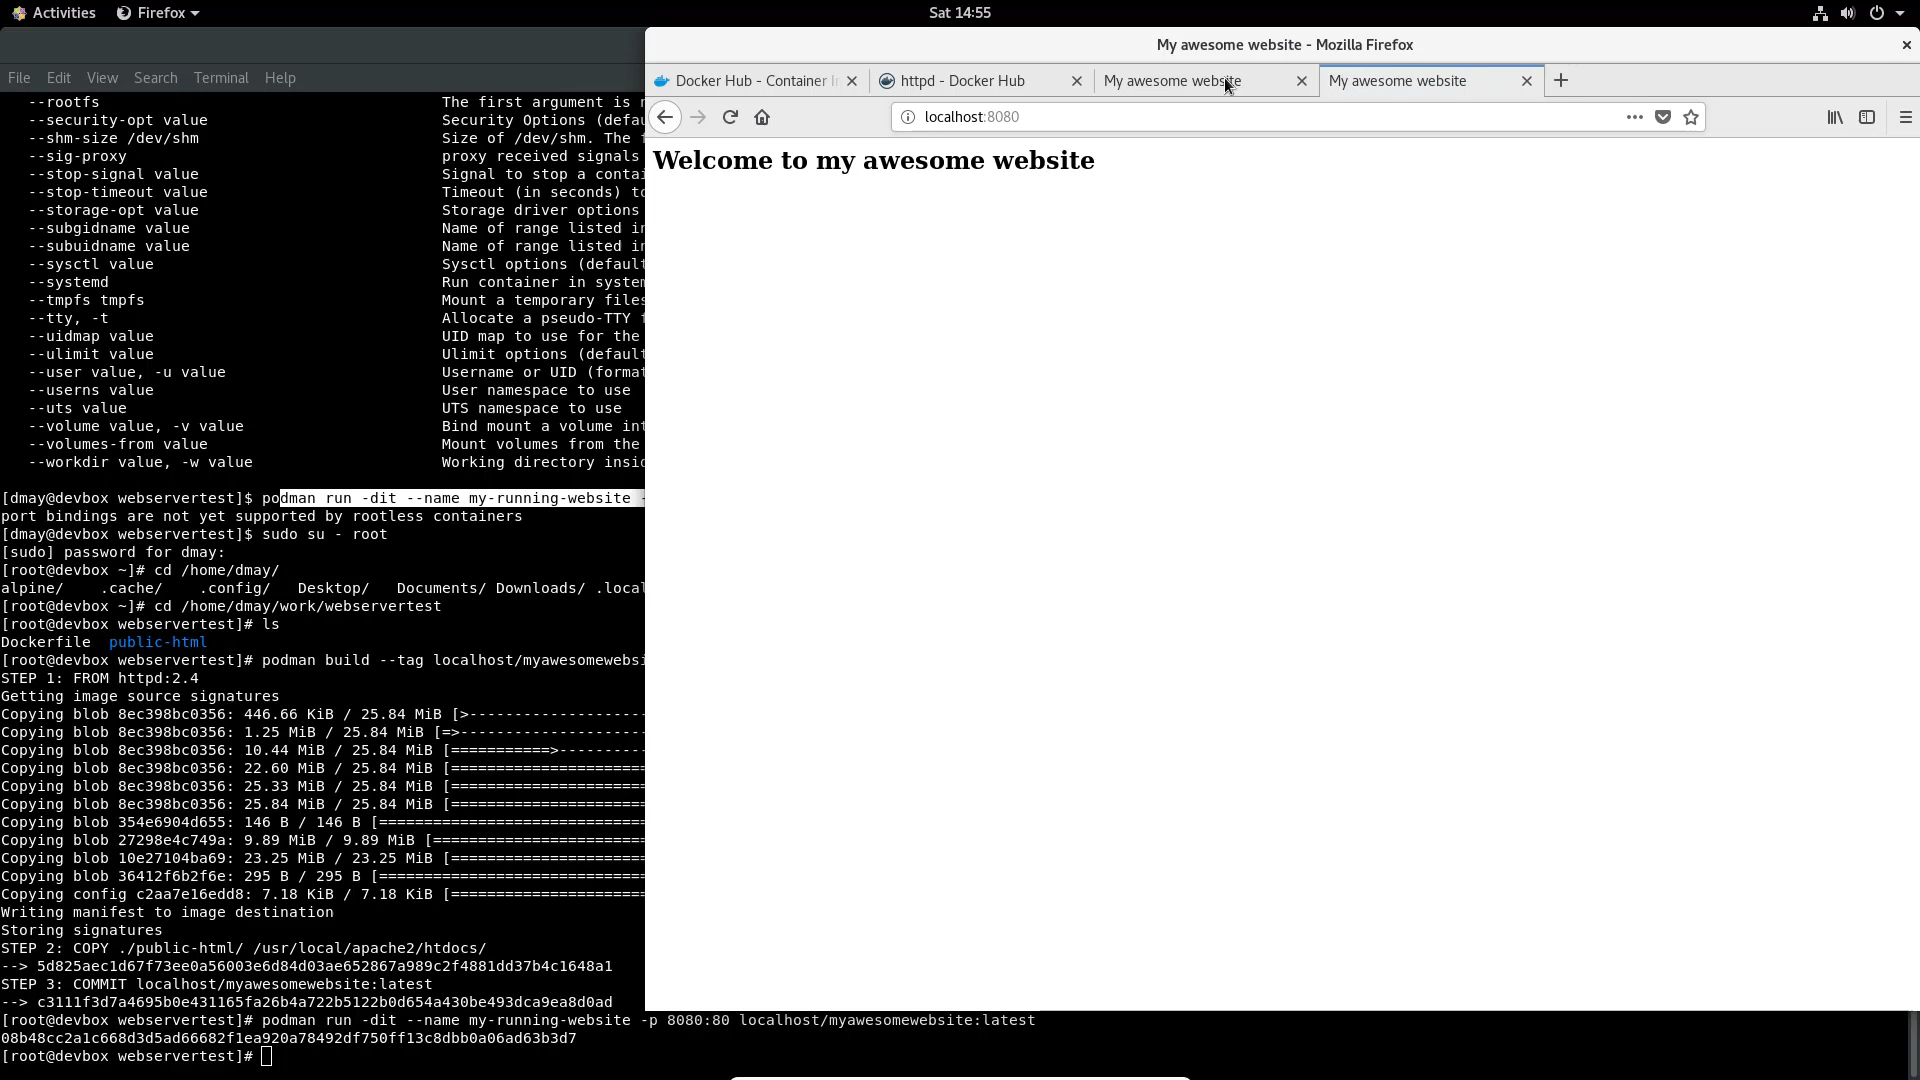 Activities Firefox Sat 14:55
My awesome website - Mozilla Firefox
File Edit View Search Terminal Help
Docker Hub - Container httpd - Docker Hub My awesome website My awesome website
localhost:8080
Welcome to my awesome website
--rootfs The first argument is
--security-opt value Security Options
--shm-size /dev/shm Size of /dev/shm. The
--sig-proxy proxy received signals
--stop-signal value Signal to stop a
--stop-timeout value Timeout (in seconds)
--storage-opt value Storage driver options
--subgidname value Name of range listed
--subuidname value Name of range listed
--sysctl value Sysctl options
--systemd Run container in
--tmpfs tmpfs Mount a temporary
--tty, -t Allocate a pseudo-TTY
--uidmap value UID map to use for the
--ulimit value Ulimit options
--user value, -u value Username or UID
--userns value User namespace to use
--uts value UTS namespace to use
--volume value, -v value Bind mount a volume
--volumes-from value Mount volumes from the
--workdir value, -w value Working directory
[dmay@devbox webservertest]$ podman run -dit --name my-running-website -
port bindings are not yet supported by rootless containers
[dmay@devbox webservertest]$ sudo su - root
[sudo] password for dmay:
[root@devbox ~]# cd /home/dmay/
alpine/ .cache/ .config/ Desktop/ Documents/ Downloads/ .local
[root@devbox ~]# cd /home/dmay/work/webservertest
[root@devbox webservertest]# ls
Dockerfile public-html
[root@devbox webservertest]# podman build --tag localhost/myawesomewebsi
STEP 1: FROM httpd:2.4
Getting image source signatures
Copying blob 8ec398bc0356: 446.66 KiB / 25.84 MiB [>----------------------
Copying blob 8ec398bc0356: 1.25 MiB / 25.84 MiB [=>---------------------
Copying blob 8ec398bc0356: 10.44 MiB / 25.84 MiB [===========>----------
Copying blob 8ec398bc0356: 22.60 MiB / 25.84 MiB [======================
Copying blob 8ec398bc0356: 25.33 MiB / 25.84 MiB [======================
Copying blob 8ec398bc0356: 25.84 MiB / 25.84 MiB [======================
Copying blob 354e6904d655: 146 B / 146 B [==============================
Copying blob 27298e4c749a: 9.89 MiB / 9.89 MiB [========================
Copying blob 10e27104ba69: 23.25 MiB / 23.25 MiB [======================
Copying blob 36412f6b2f6e: 295 B / 295 B [==============================
Copying config c2aa7e16edd8: 7.18 KiB / 7.18 KiB [======================
Writing manifest to image destination
Storing signatures
STEP 2: COPY ./public-html/ /usr/local/apache2/htdocs/
--> 5d825aec1d67f73ee0a56003e6d84d03ae652867a989c2f4881dd37b4c1648a1
STEP 3: COMMIT localhost/myawesomewebsite:latest
--> c3111f3d7a4695b0e431165fa26b4a722b5122b0d654a430be493dca9ea8d0ad
[root@devbox webservertest]# podman run -dit --name my-running-website -p 8080:80 localhost/myawesomewebsite:latest
08b48cc2a1c668d3d5ad66682f1ea920a78492df750ff13c8dbb0a06ad63b3d7
[root@devbox webservertest]#